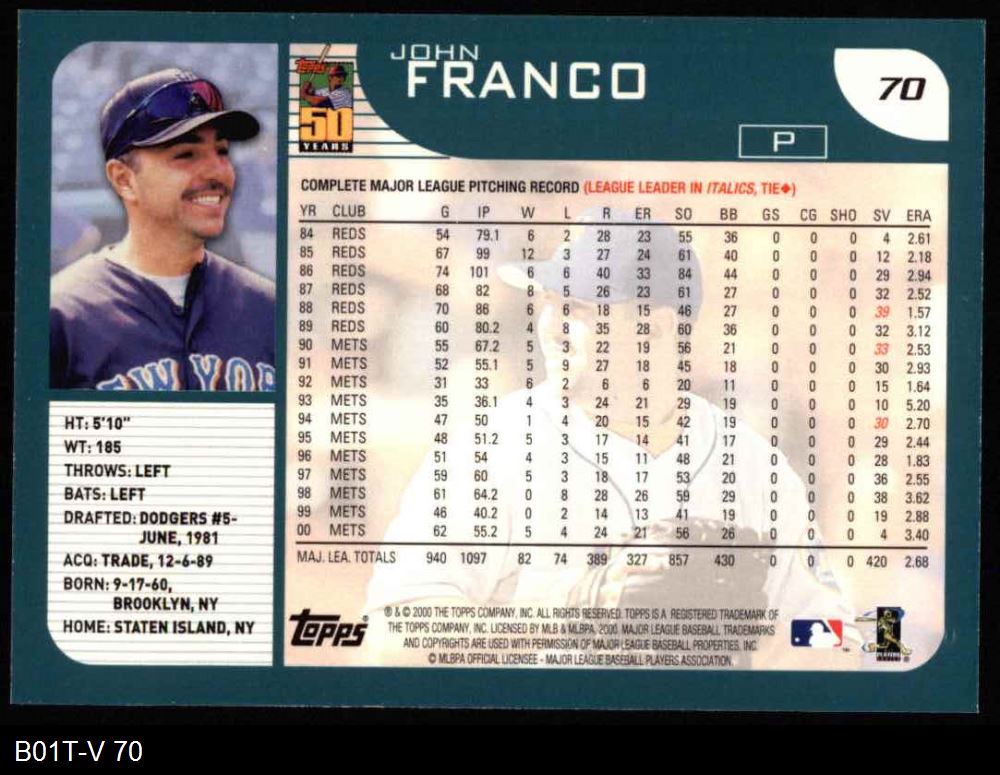 JOHN
FRANCO
70
Topps
50
YEARS
P
NEW YORK
COMPLETE MAJOR LEAGUE PITCHING RECORD (LEAGUE LEADER IN ITALICS, TIE◆)
YR CLUB G IP W L R ER SO BB GS CG SHO SV ERA
84 REDS 54 79.1 6 2 28 23 55 36 0 0 0 4 2.61
85 REDS 67 99 12 3 27 24 61 40 0 0 0 12 2.18
86 REDS 74 101 6 6 40 33 84 44 0 0 0 29 2.94
87 REDS 68 82 8 5 26 23 61 27 0 0 0 32 2.52
88 REDS 70 86 6 6 18 15 46 27 0 0 0 39 1.57
89 REDS 60 80.2 4 8 35 28 60 36 0 0 0 32 3.12
90 METS 55 67.2 5 3 22 19 56 21 0 0 0 33 2.53
91 METS 52 55.1 5 9 27 18 45 18 0 0 0 30 2.93
92 METS 31 33 6 2 6 6 20 11 0 0 0 15 1.64
93 METS 35 36.1 4 3 24 21 29 19 0 0 0 10 5.20
94 METS 47 50 1 4 20 15 42 19 0 0 0 30 2.70
95 METS 48 51.2 5 3 17 14 41 17 0 0 0 29 2.44
96 METS 51 54 4 3 15 11 48 21 0 0 0 28 1.83
97 METS 59 60 5 3 18 17 53 20 0 0 0 36 2.55
98 METS 61 64.2 0 8 28 26 59 29 0 0 0 38 3.62
99 METS 46 40.2 0 2 14 13 41 19 0 0 0 19 2.88
00 METS 62 55.2 5 4 24 21 56 26 0 0 0 4 3.40
MAJ. LEA. TOTALS 940 1097 82 74 389 327 857 430 0 0 0 420 2.68
HT: 5'10"
WT: 185
THROWS: LEFT
BATS: LEFT
DRAFTED: DODGERS #5-
JUNE, 1981
ACQ: TRADE, 12-6-89
BORN: 9-17-60,
BROOKLYN, NY
HOME: STATEN ISLAND, NY
Topps
® & © 2000 THE TOPPS COMPANY, INC. ALL RIGHTS RESERVED. TOPPS IS A REGISTERED TRADEMARK OF
THE TOPPS COMPANY, INC. LICENSED BY MLB & MLBPA, 2000. MAJOR LEAGUE BASEBALL TRADEMARKS
AND COPYRIGHTS ARE USED WITH PERMISSION OF MAJOR LEAGUE BASEBALL PROPERTIES, INC.
© MLBPA OFFICIAL LICENSEE - MAJOR LEAGUE BASEBALL PLAYERS ASSOCIATION.
B01T-V 70